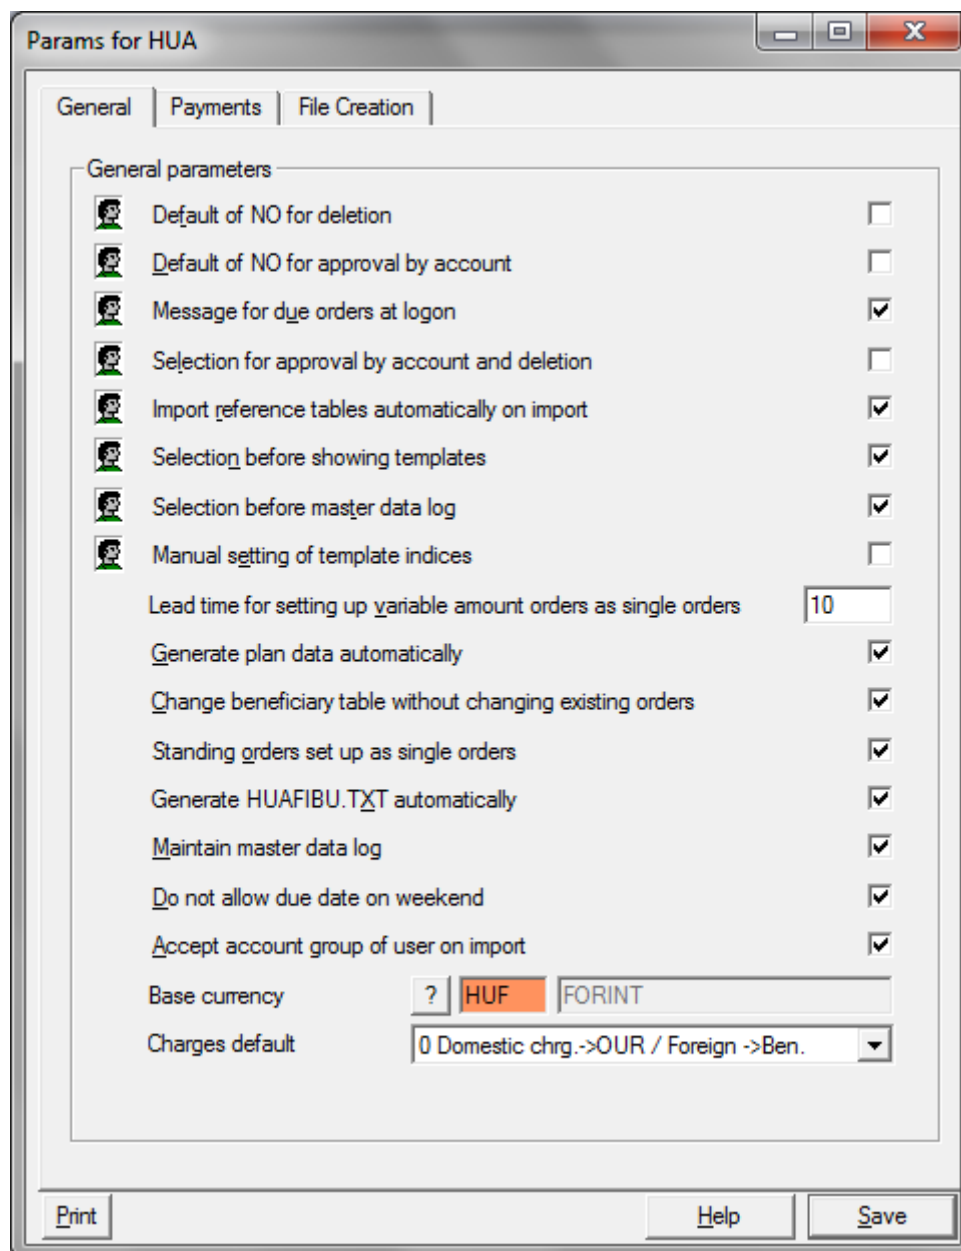 Params for HUA
General Payments File Creation
General parameters
Default of NO for deletion
Default of NO for approval by account
Message for due orders at logon
Selection for approval by account and deletion
Import reference tables automatically on import
Selection before showing templates
Selection before master data log
Manual setting of template indices
Lead time for setting up variable amount orders as single orders 10
Generate plan data automatically
Change beneficiary table without changing existing orders
Standing orders set up as single orders
Generate HUAFIBU.TXT automatically
Maintain master data log
Do not allow due date on weekend
Accept account group of user on import
Base currency ? HUF FORINT
Charges default 0 Domestic chrg.->OUR / Foreign ->Ben.
Print Help Save